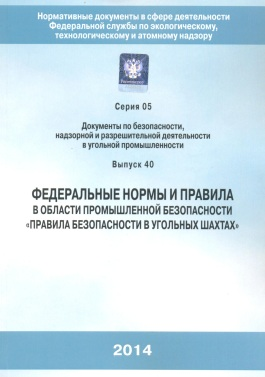 Нормативные документы в сфере деятельности
Федеральной службы по экологическому,
технологическому и атомному надзору
Серия 05
Документы по безопасности,
надзорной и разрешительной деятельности
в угольной промышленности
Выпуск 40
ФЕДЕРАЛЬНЫЕ НОРМЫ И ПРАВИЛА
В ОБЛАСТИ ПРОМЫШЛЕННОЙ БЕЗОПАСНОСТИ
«ПРАВИЛА БЕЗОПАСНОСТИ В УГОЛЬНЫХ ШАХТАХ»
2014